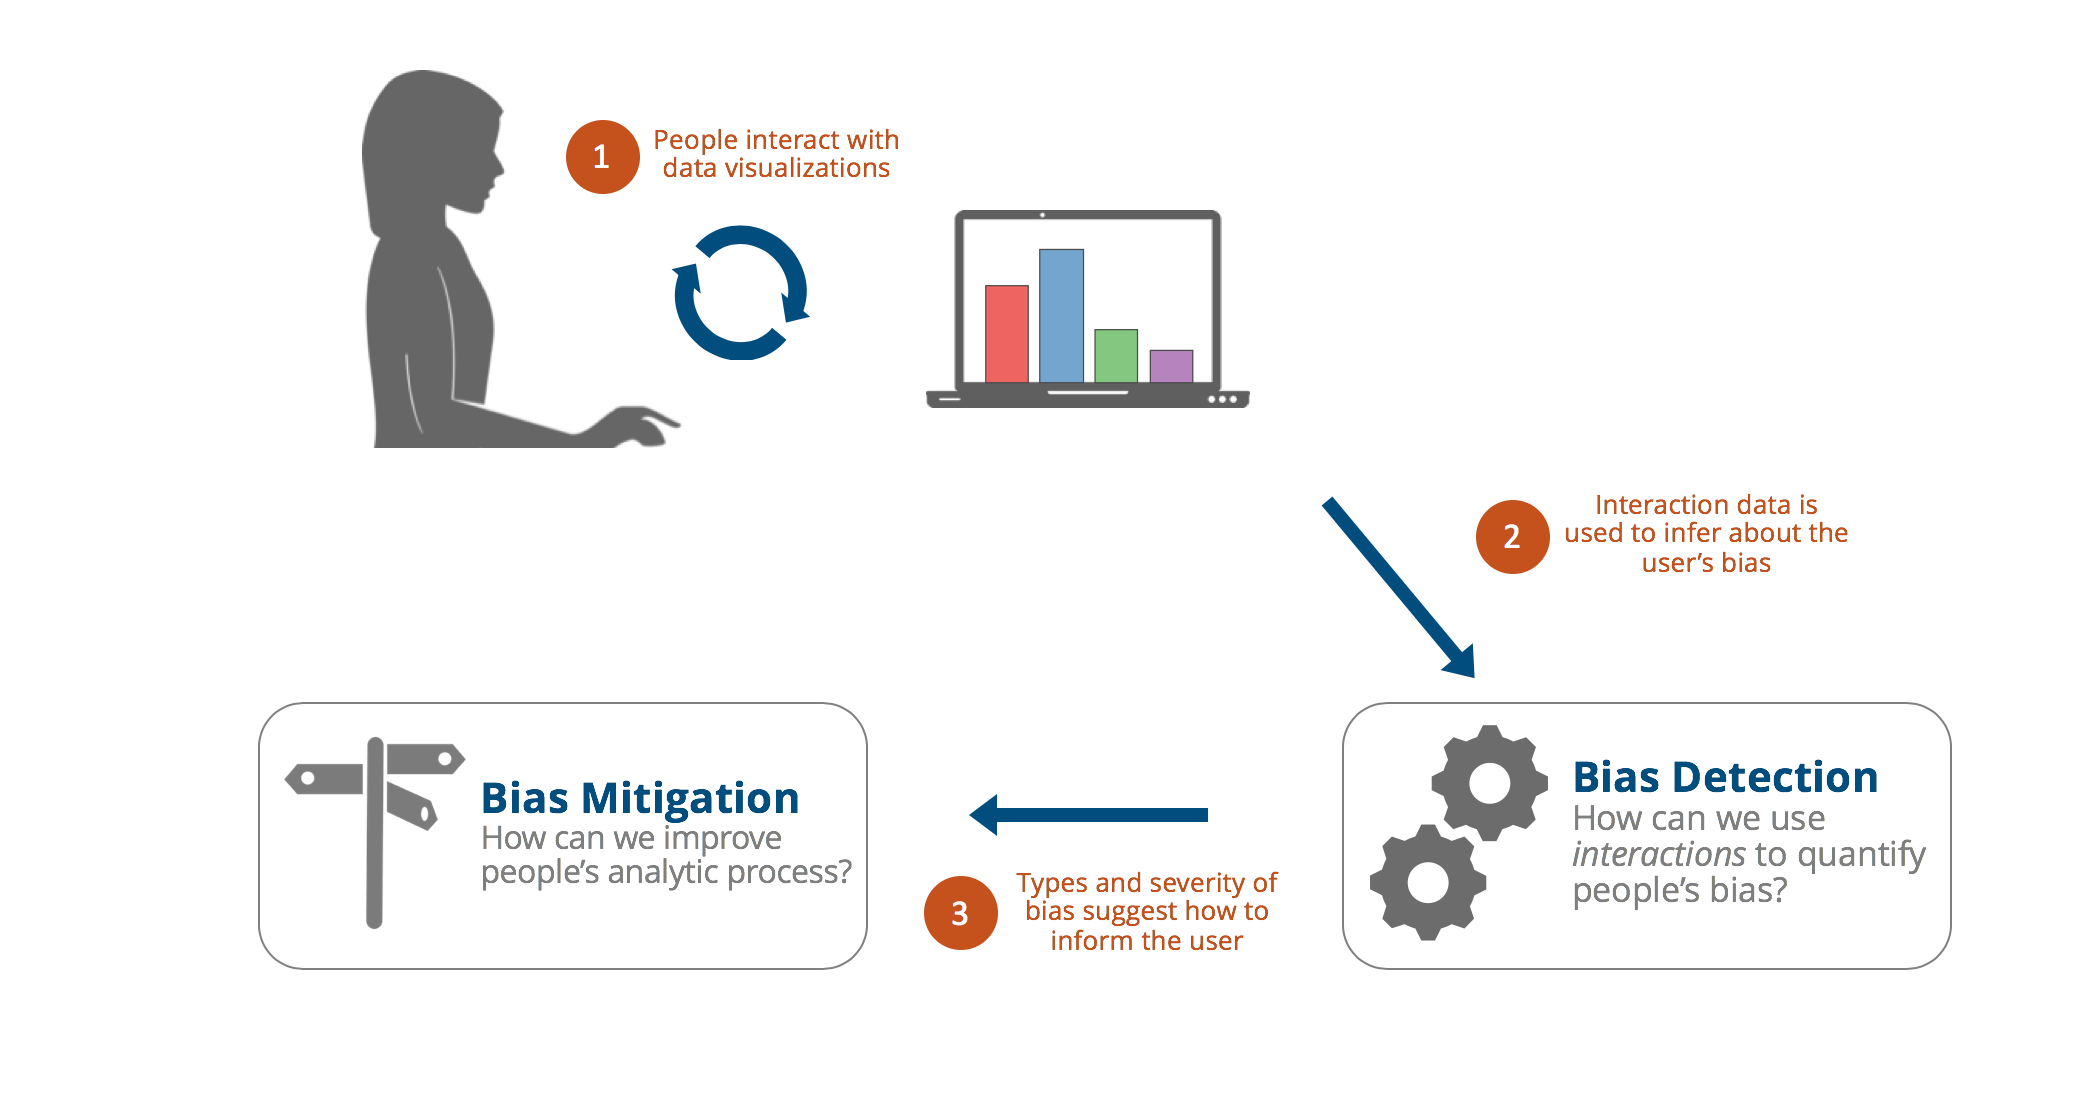 1
People interact with
data visualizations
2
Interaction data is
used to infer about the
user’s bias
Bias Mitigation
How can we improve
people’s analytic process?
3
Types and severity of
bias suggest how to
inform the user
Bias Detection
How can we use
interactions to quantify
people’s bias?